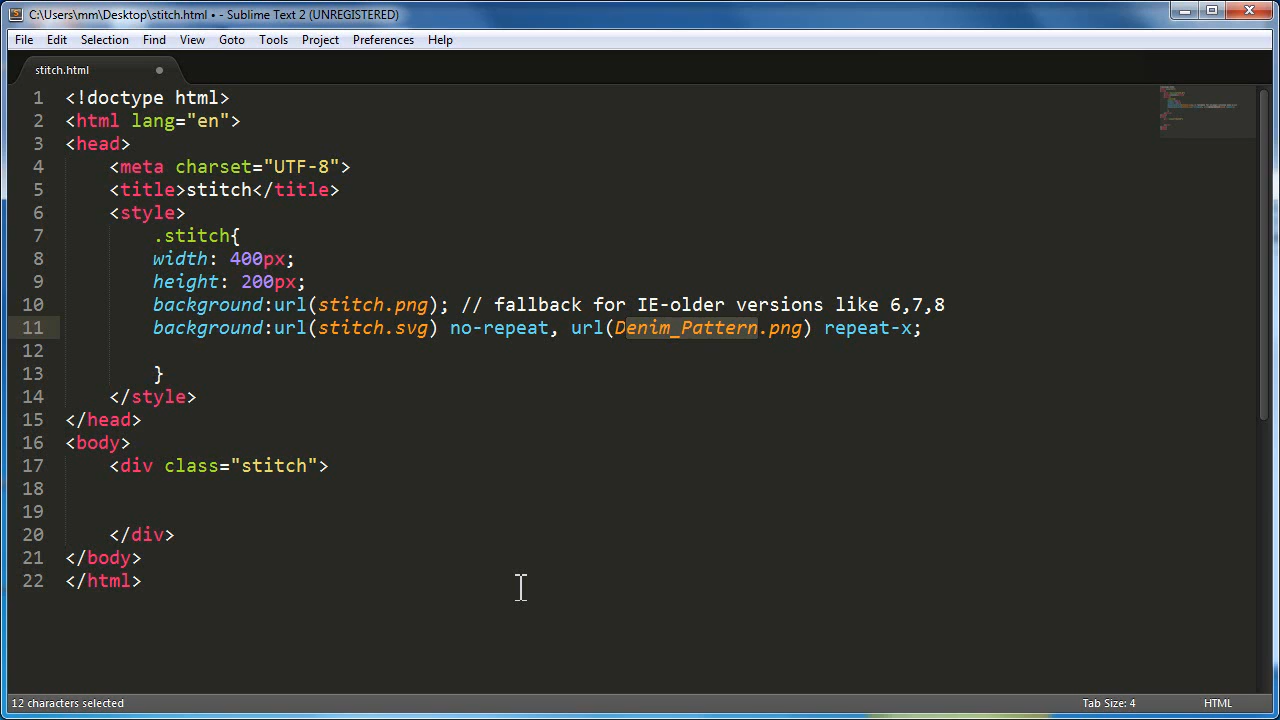 C:\Users\mm\Desktop\stitch.html • - Sublime Text 2 (UNREGISTERED)
File Edit Selection Find View Goto Tools Project Preferences Help
stitch.html
1 <!doctype html>
2 <html lang="en">
3 <head>
4 <meta charset="UTF-8">
5 <title>stitch</title>
6 <style>
7 .stitch{
8 width: 400px;
9 height: 200px;
10 background:url(stitch.png); // fallback for IE-older versions like 6,7,8
11 background:url(stitch.svg) no-repeat, url(Denim_Pattern.png) repeat-x;
12
13 }
14 </style>
15 </head>
16 <body>
17 <div class="stitch">
18
19
20 </div>
21 </body>
22 </html>
12 characters selected Tab Size: 4 HTML